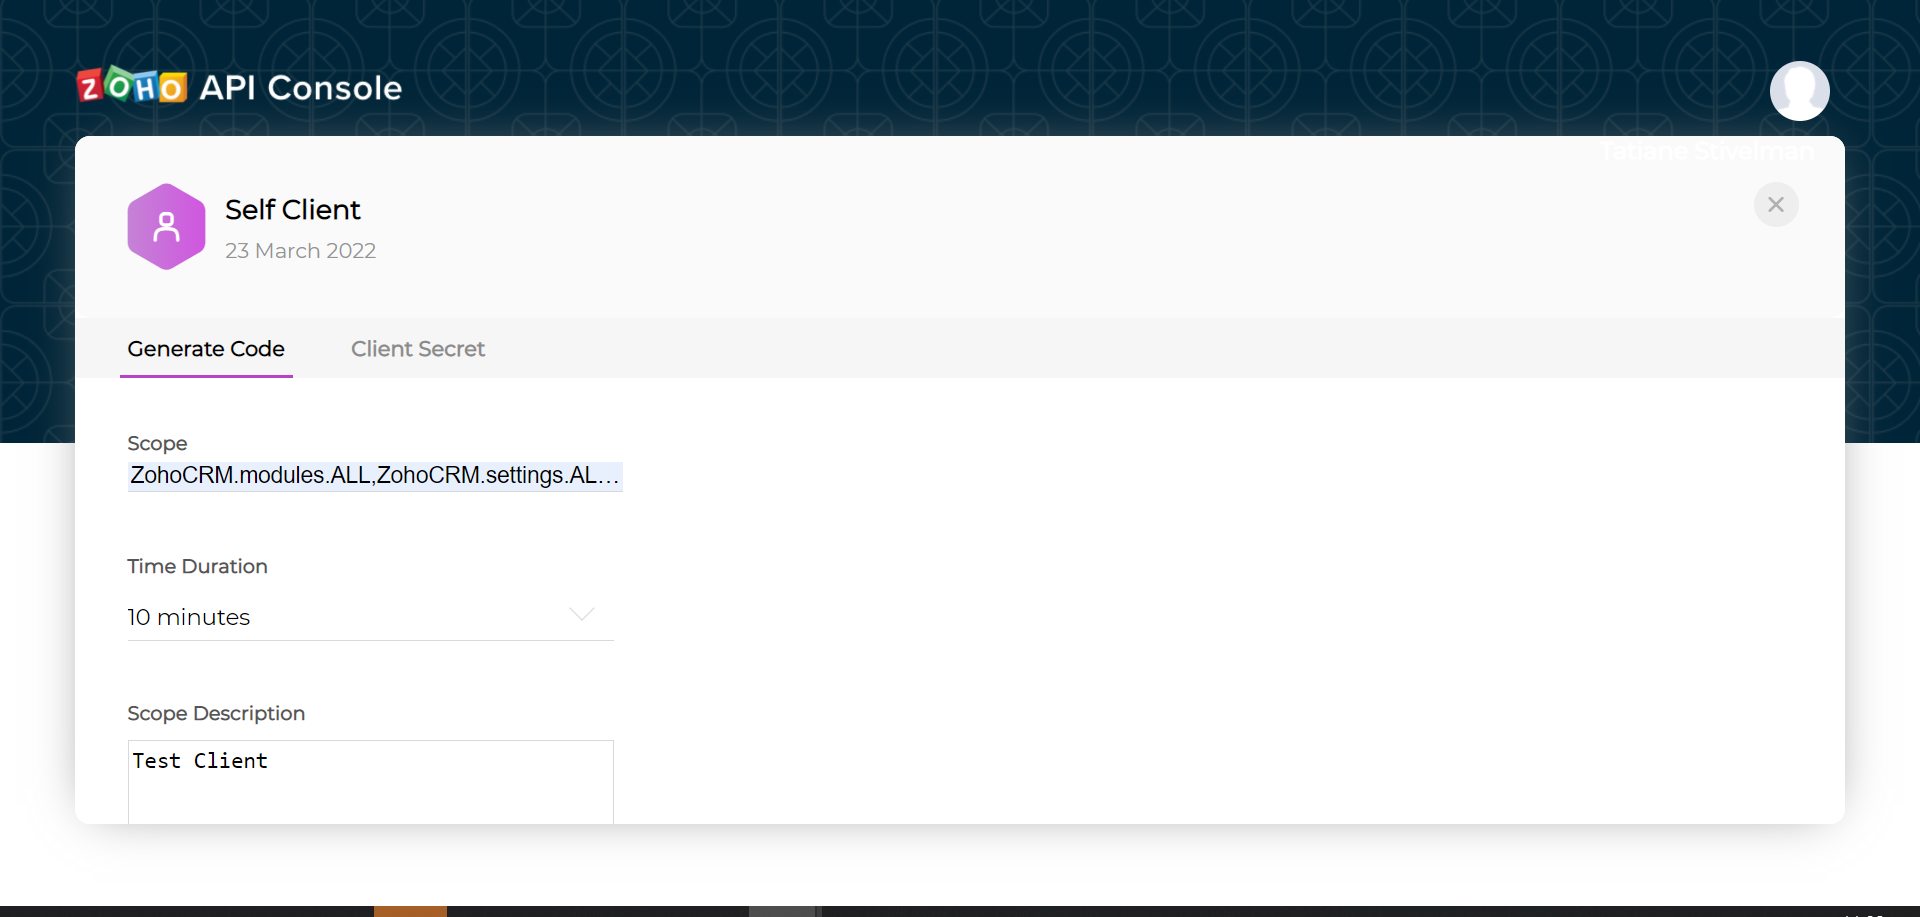 ZOHO API Console
Tatiane Stivelman
Self Client
23 March 2022
Generate Code Client Secret
Scope
ZohoCRM.modules.ALL,ZohoCRM.settings.AL...
Time Duration
10 minutes
Scope Description
Test Client